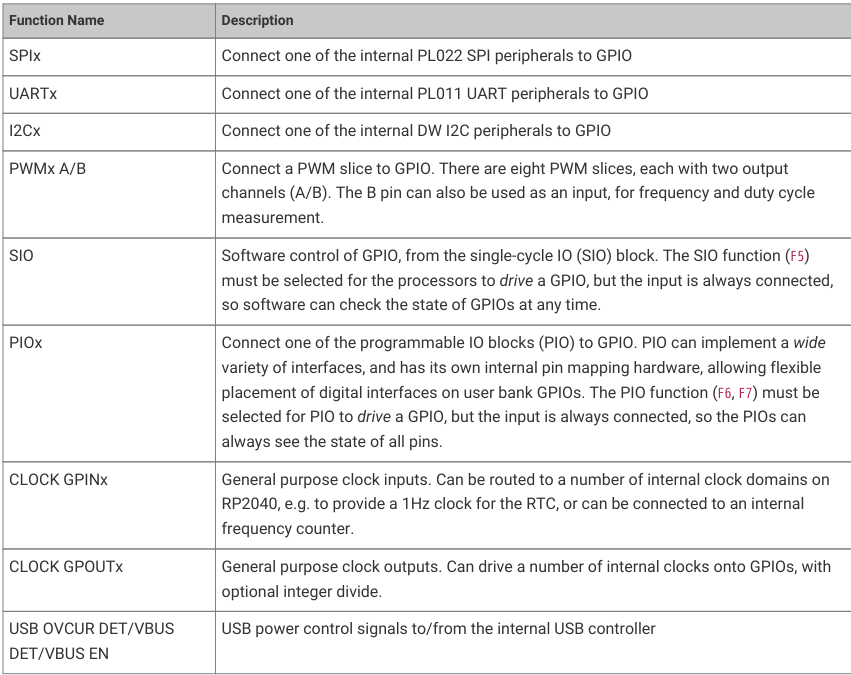 Function Name Description
SPIx Connect one of the internal PL022 SPI peripherals to GPIO
UARTx Connect one of the internal PL011 UART peripherals to GPIO
I2Cx Connect one of the internal DW I2C peripherals to GPIO
PWMx A/B Connect a PWM slice to GPIO. There are eight PWM slices, each with two output
channels (A/B). The B pin can also be used as an input, for frequency and duty cycle
measurement.
SIO Software control of GPIO, from the single-cycle IO (SIO) block. The SIO function (F5)
must be selected for the processors to drive a GPIO, but the input is always connected,
so software can check the state of GPIOs at any time.
PIOx Connect one of the programmable IO blocks (PIO) to GPIO. PIO can implement a wide
variety of interfaces, and has its own internal pin mapping hardware, allowing flexible
placement of digital interfaces on user bank GPIOs. The PIO function (F6, F7) must be
selected for PIO to drive a GPIO, but the input is always connected, so the PIOs can
always see the state of all pins.
CLOCK GPINx General purpose clock inputs. Can be routed to a number of internal clock domains on
RP2040, e.g. to provide a 1Hz clock for the RTC, or can be connected to an internal
frequency counter.
CLOCK GPOUTx General purpose clock outputs. Can drive a number of internal clocks onto GPIOs, with
optional integer divide.
USB OVCUR DET/VBUS USB power control signals to/from the internal USB controller
DET/VBUS EN